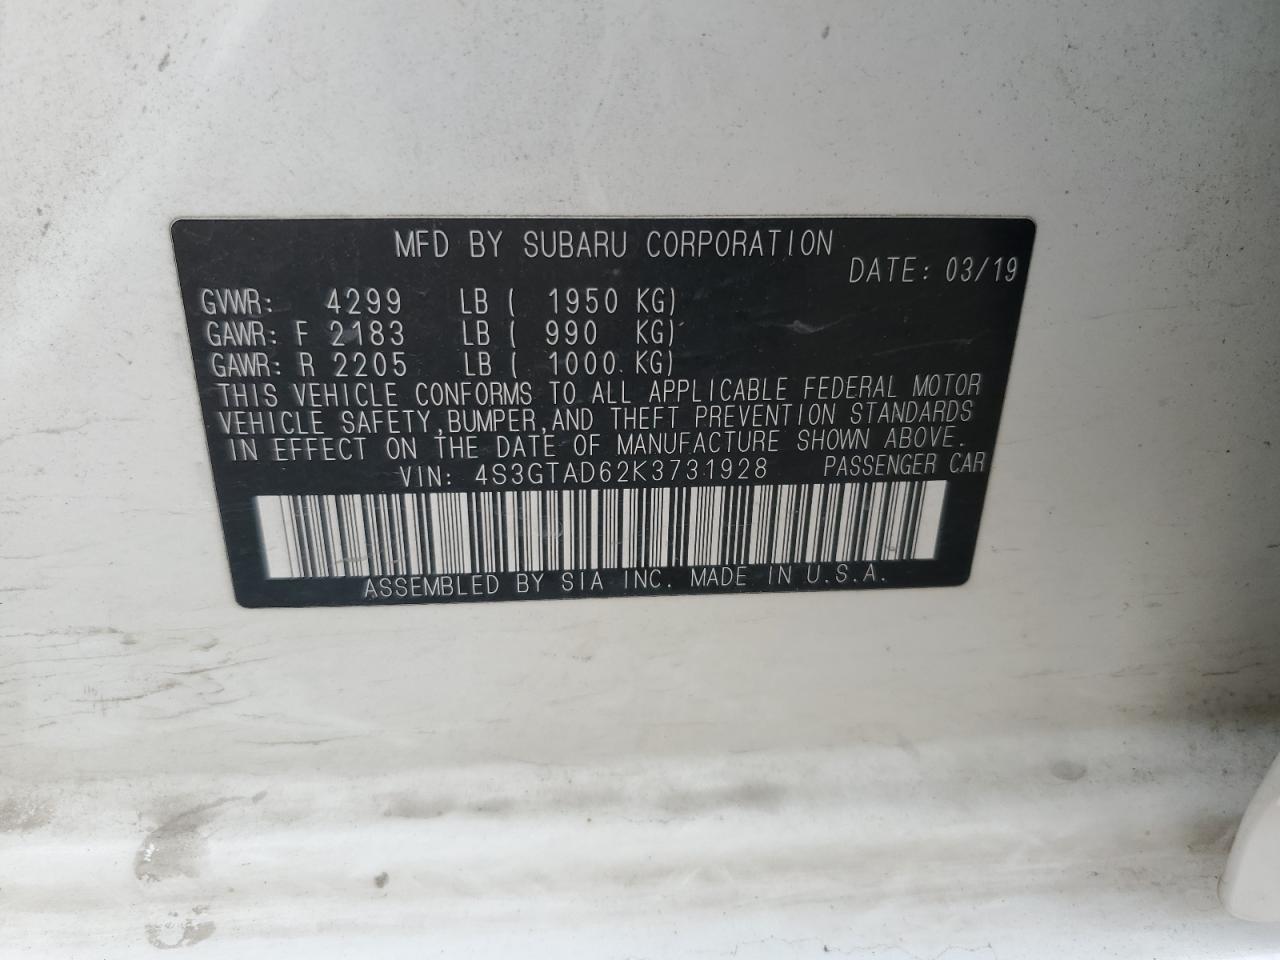 MFD BY SUBARU CORPORATION
DATE: 03/19
GVWR: 4299 LB ( 1950 KG)
GAWR: F 2183 LB ( 990 KG)
GAWR: R 2205 LB ( 1000 KG)
THIS VEHICLE CONFORMS TO ALL APPLICABLE FEDERAL MOTOR
VEHICLE SAFETY, BUMPER, AND THEFT PREVENTION STANDARDS
IN EFFECT ON THE DATE OF MANUFACTURE SHOWN ABOVE.
VIN: 4S3GTAD62K3731928 PASSENGER CAR
ASSEMBLED BY SIA INC. MADE IN U.S.A.